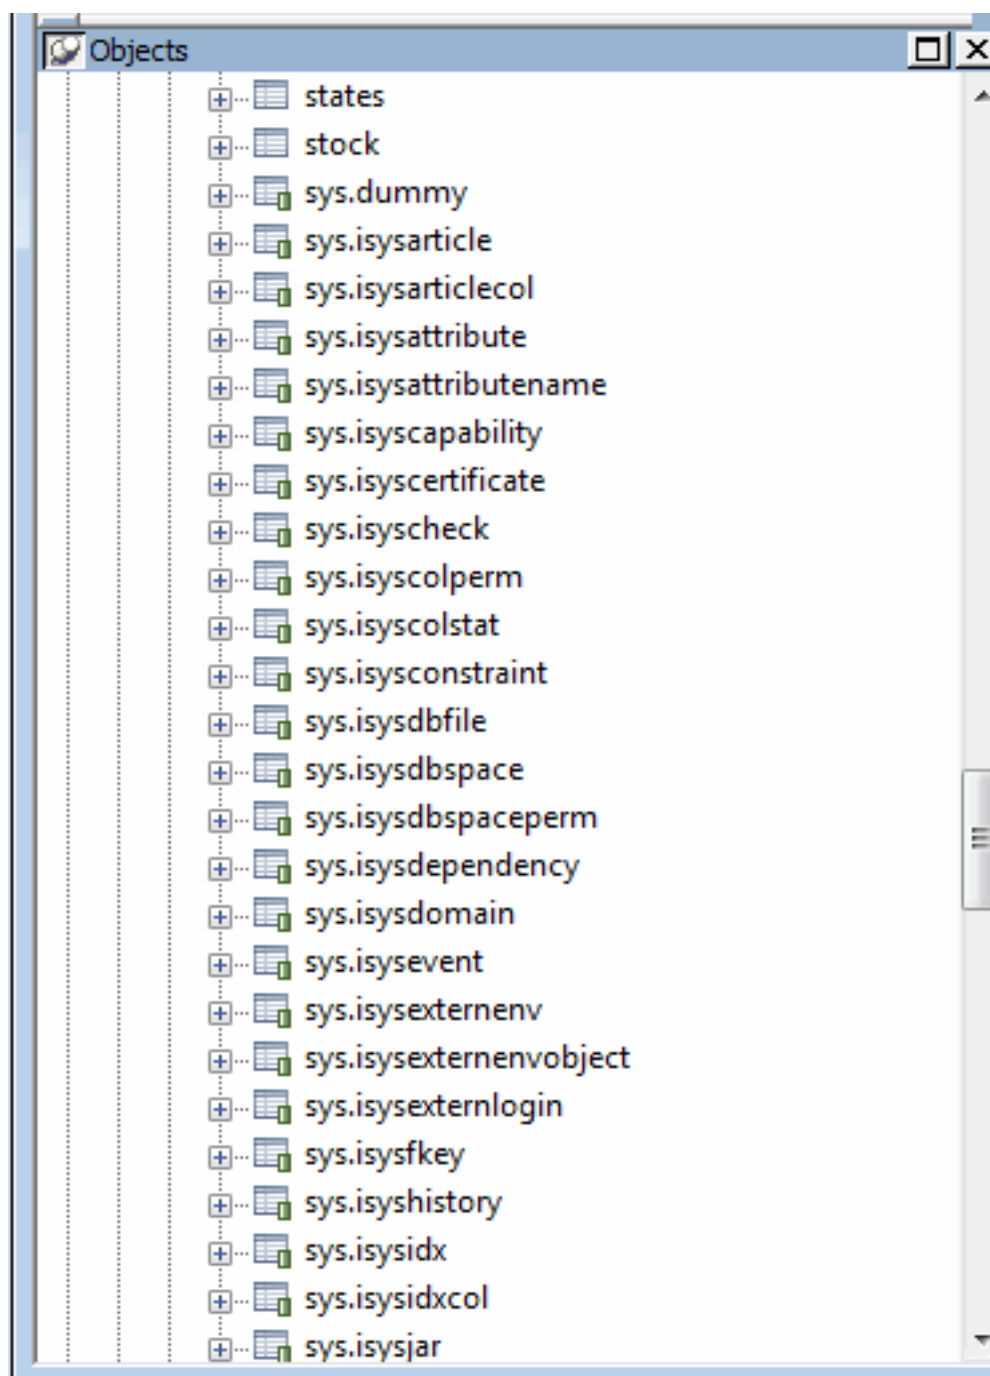 Objects
states
stock
sys.dummy
sys.isysarticle
sys.isysarticlecol
sys.isysattribute
sys.isysattributename
sys.isyscapability
sys.isyscertificate
sys.isyscheck
sys.isyscolperm
sys.isyscolstat
sys.isysconstraint
sys.isysdbfile
sys.isysdbspace
sys.isysdbspaceperm
sys.isysdependency
sys.isysdomain
sys.isysevent
sys.isysexternenv
sys.isysexternenvobject
sys.isysexternlogin
sys.isysfkey
sys.isyshistory
sys.isysidx
sys.isysidxcol
sys.isysjar